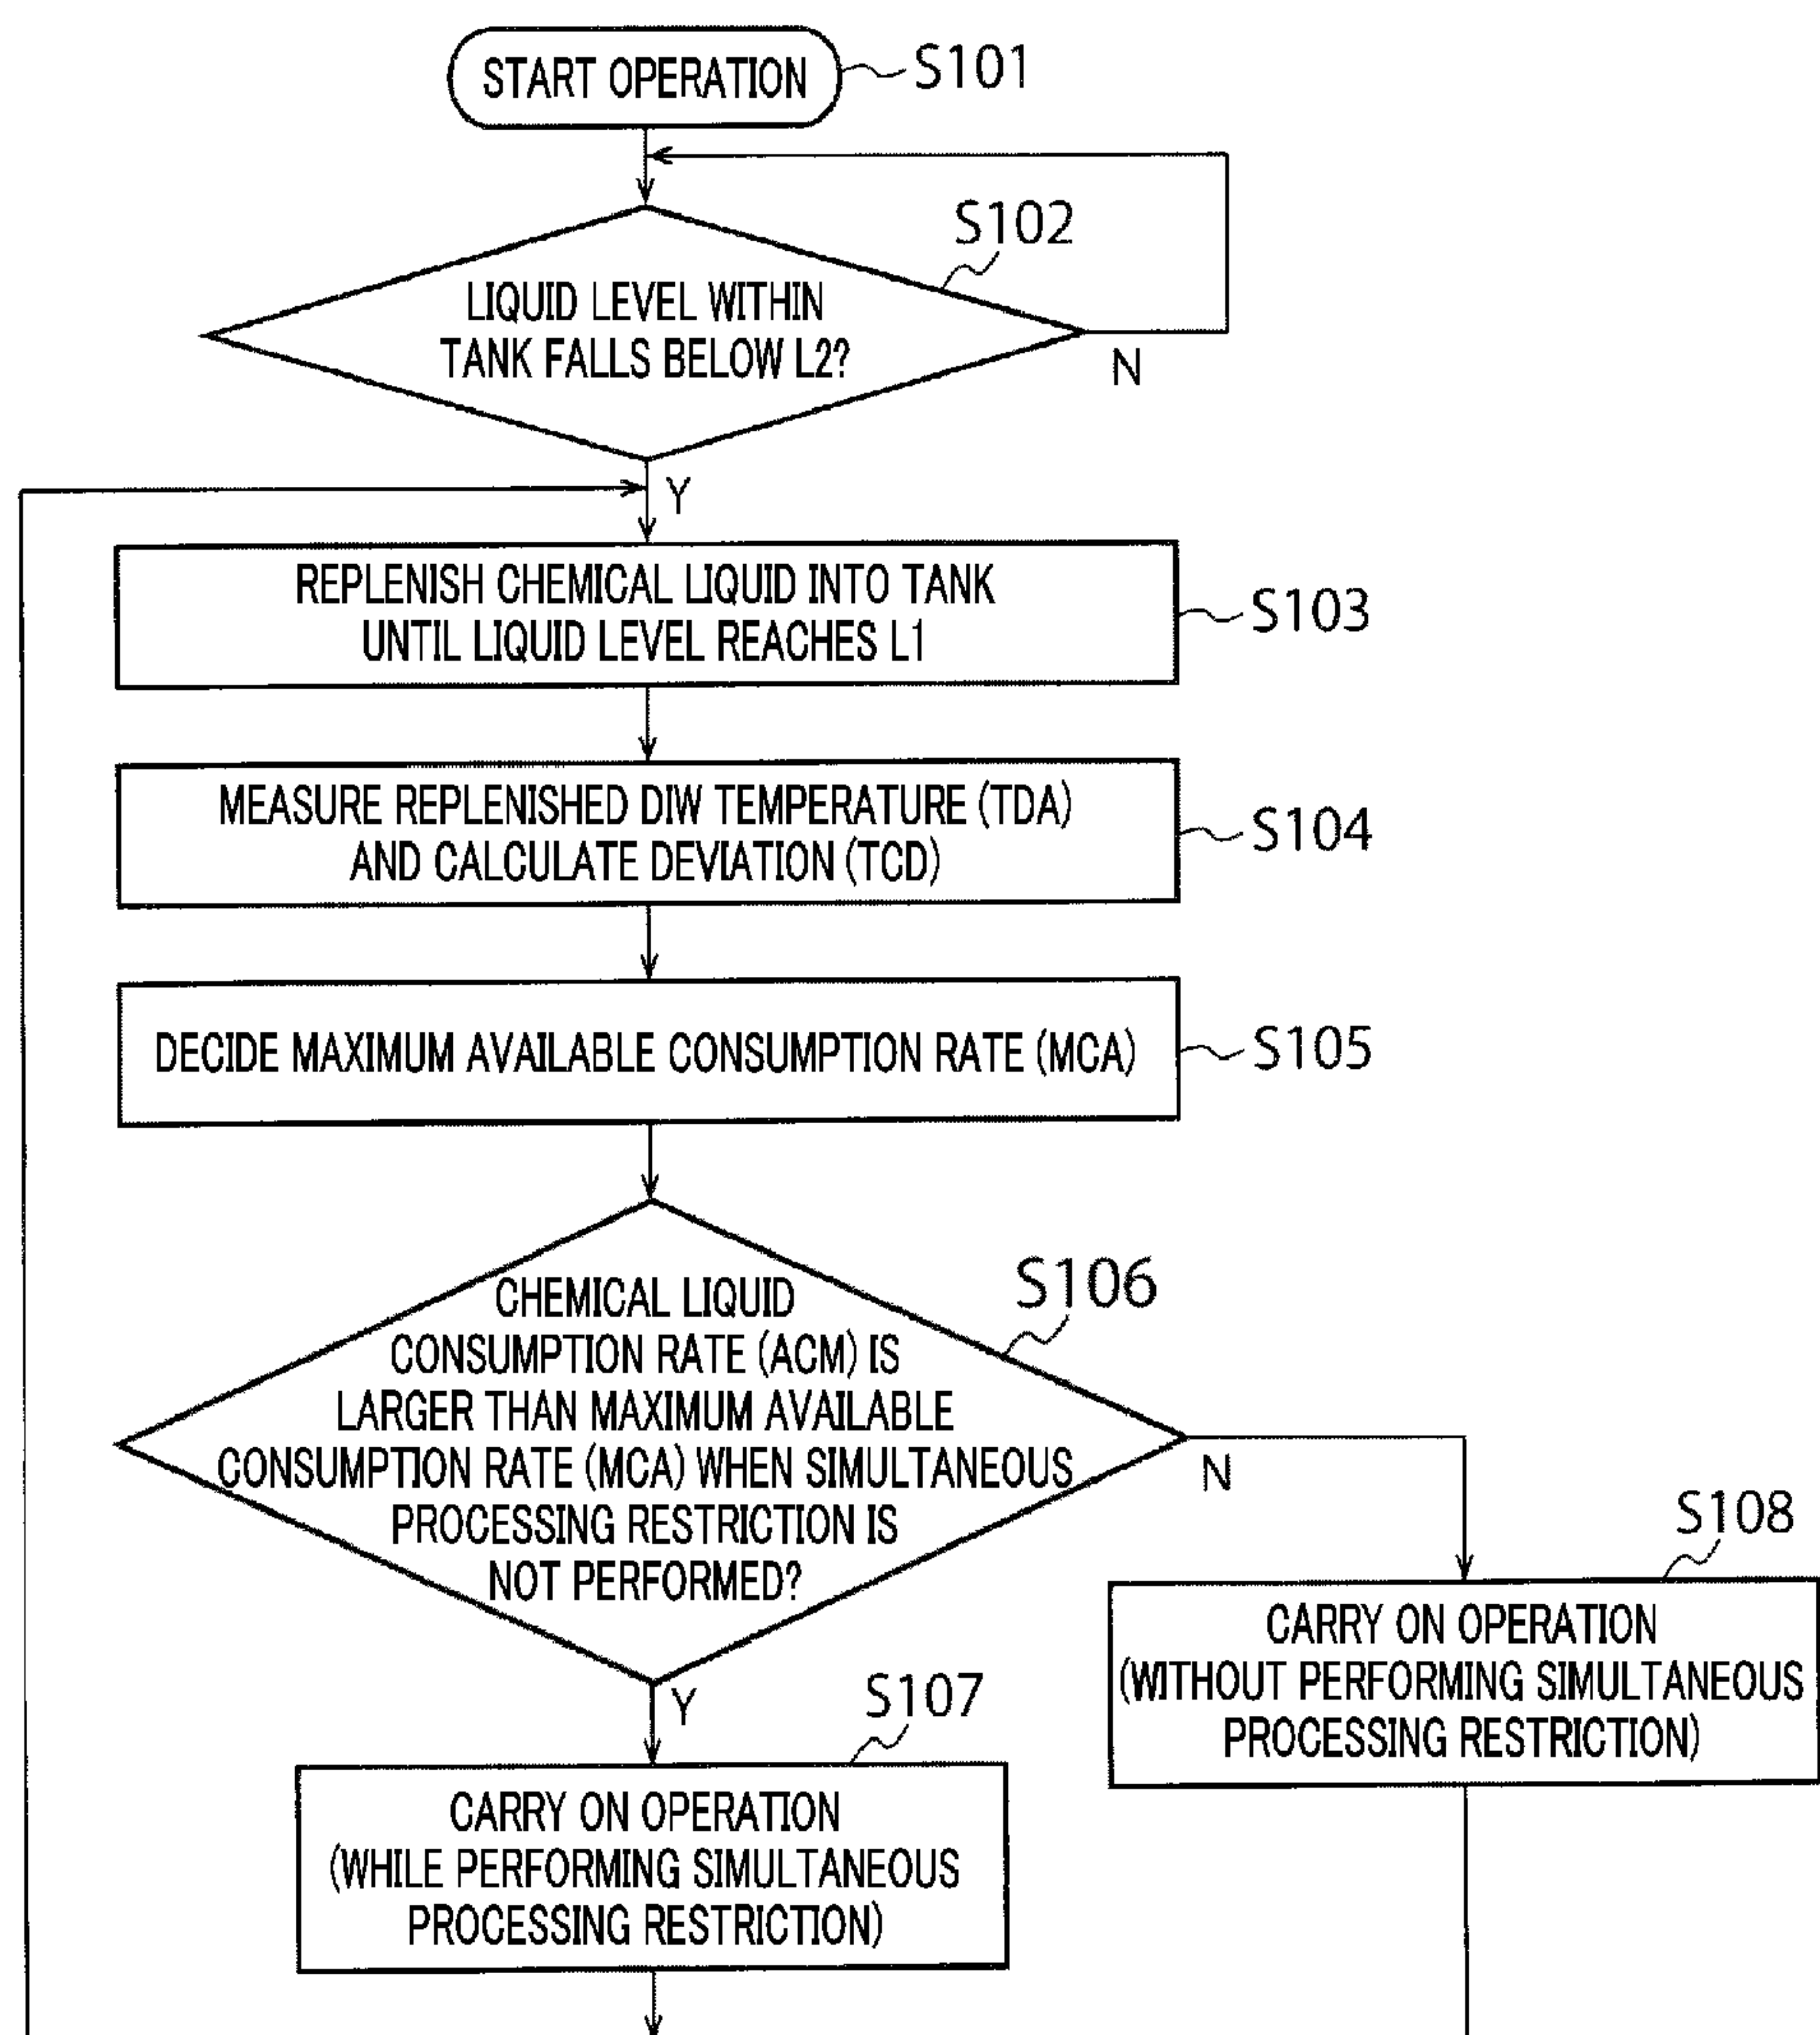 START OPERATION
S101
S102
LIQUID LEVEL WITHIN
TANK FALLS BELOW L2?
N
Y
REPLENISH CHEMICAL LIQUID INTO TANK
UNTIL LIQUID LEVEL REACHES L1
S103
MEASURE REPLENISHED DIW TEMPERATURE (TDA)
AND CALCULATE DEVIATION (TCD)
S104
DECIDE MAXIMUM AVAILABLE CONSUMPTION RATE (MCA)
S105
S106
CHEMICAL LIQUID
CONSUMPTION RATE (ACM) IS
LARGER THAN MAXIMUM AVAILABLE
CONSUMPTION RATE (MCA) WHEN SIMULTANEOUS
PROCESSING RESTRICTION IS
NOT PERFORMED?
N
Y
S108
CARRY ON OPERATION
(WITHOUT PERFORMING SIMULTANEOUS
PROCESSING RESTRICTION)
S107
CARRY ON OPERATION
(WHILE PERFORMING SIMULTANEOUS
PROCESSING RESTRICTION)